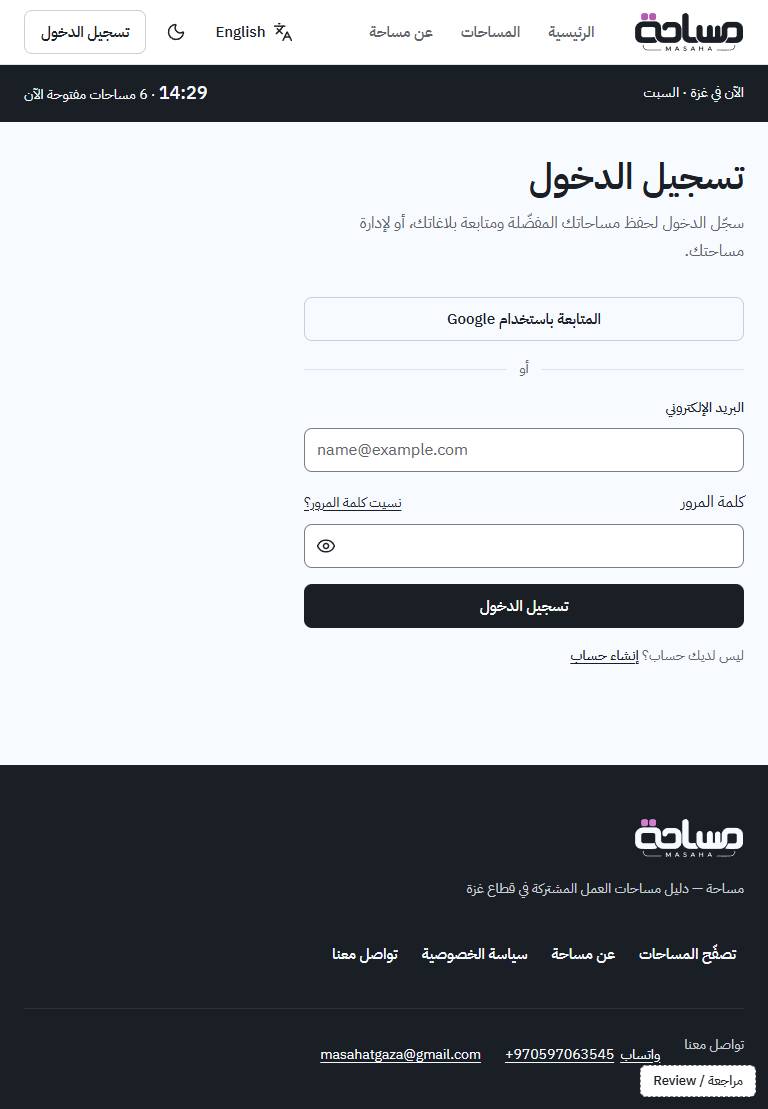 مساحة
MASAHA
الرئيسية
المساحات
عن مساحة
English
تسجيل الدخول
الآن في غزة · السبت
14:29 · 6 مساحات مفتوحة الآن
تسجيل الدخول
سجّل الدخول لحفظ مساحاتك المفضّلة ومتابعة بلاغاتك، أو لإدارة
مساحتك.
المتابعة باستخدام Google
أو
البريد الإلكتروني
name@example.com
كلمة المرور
نسيت كلمة المرور؟
تسجيل الدخول
ليس لديك حساب؟ إنشاء حساب
مساحة
MASAHA
مساحة — دليل مساحات العمل المشتركة في قطاع غزة
تصفّح المساحات
عن مساحة
سياسة الخصوصية
تواصل معنا
تواصل معنا
واتساب +970597063545
masahatgaza@gmail.com
مراجعة / Review